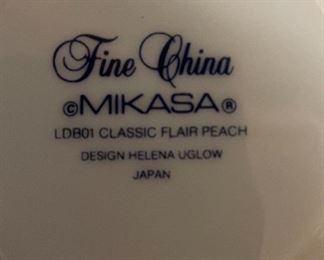 Fine China
©MIKASA®
LDB01 CLASSIC FLAIR PEACH
DESIGN HELENA UGLOW
JAPAN